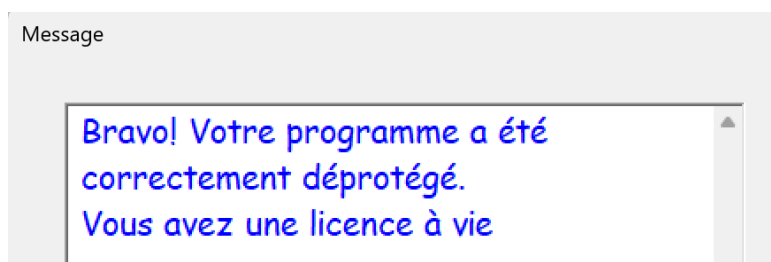 Message
Bravo! Votre programme a été
correctement déprotégé.
Vous avez une licence à vie